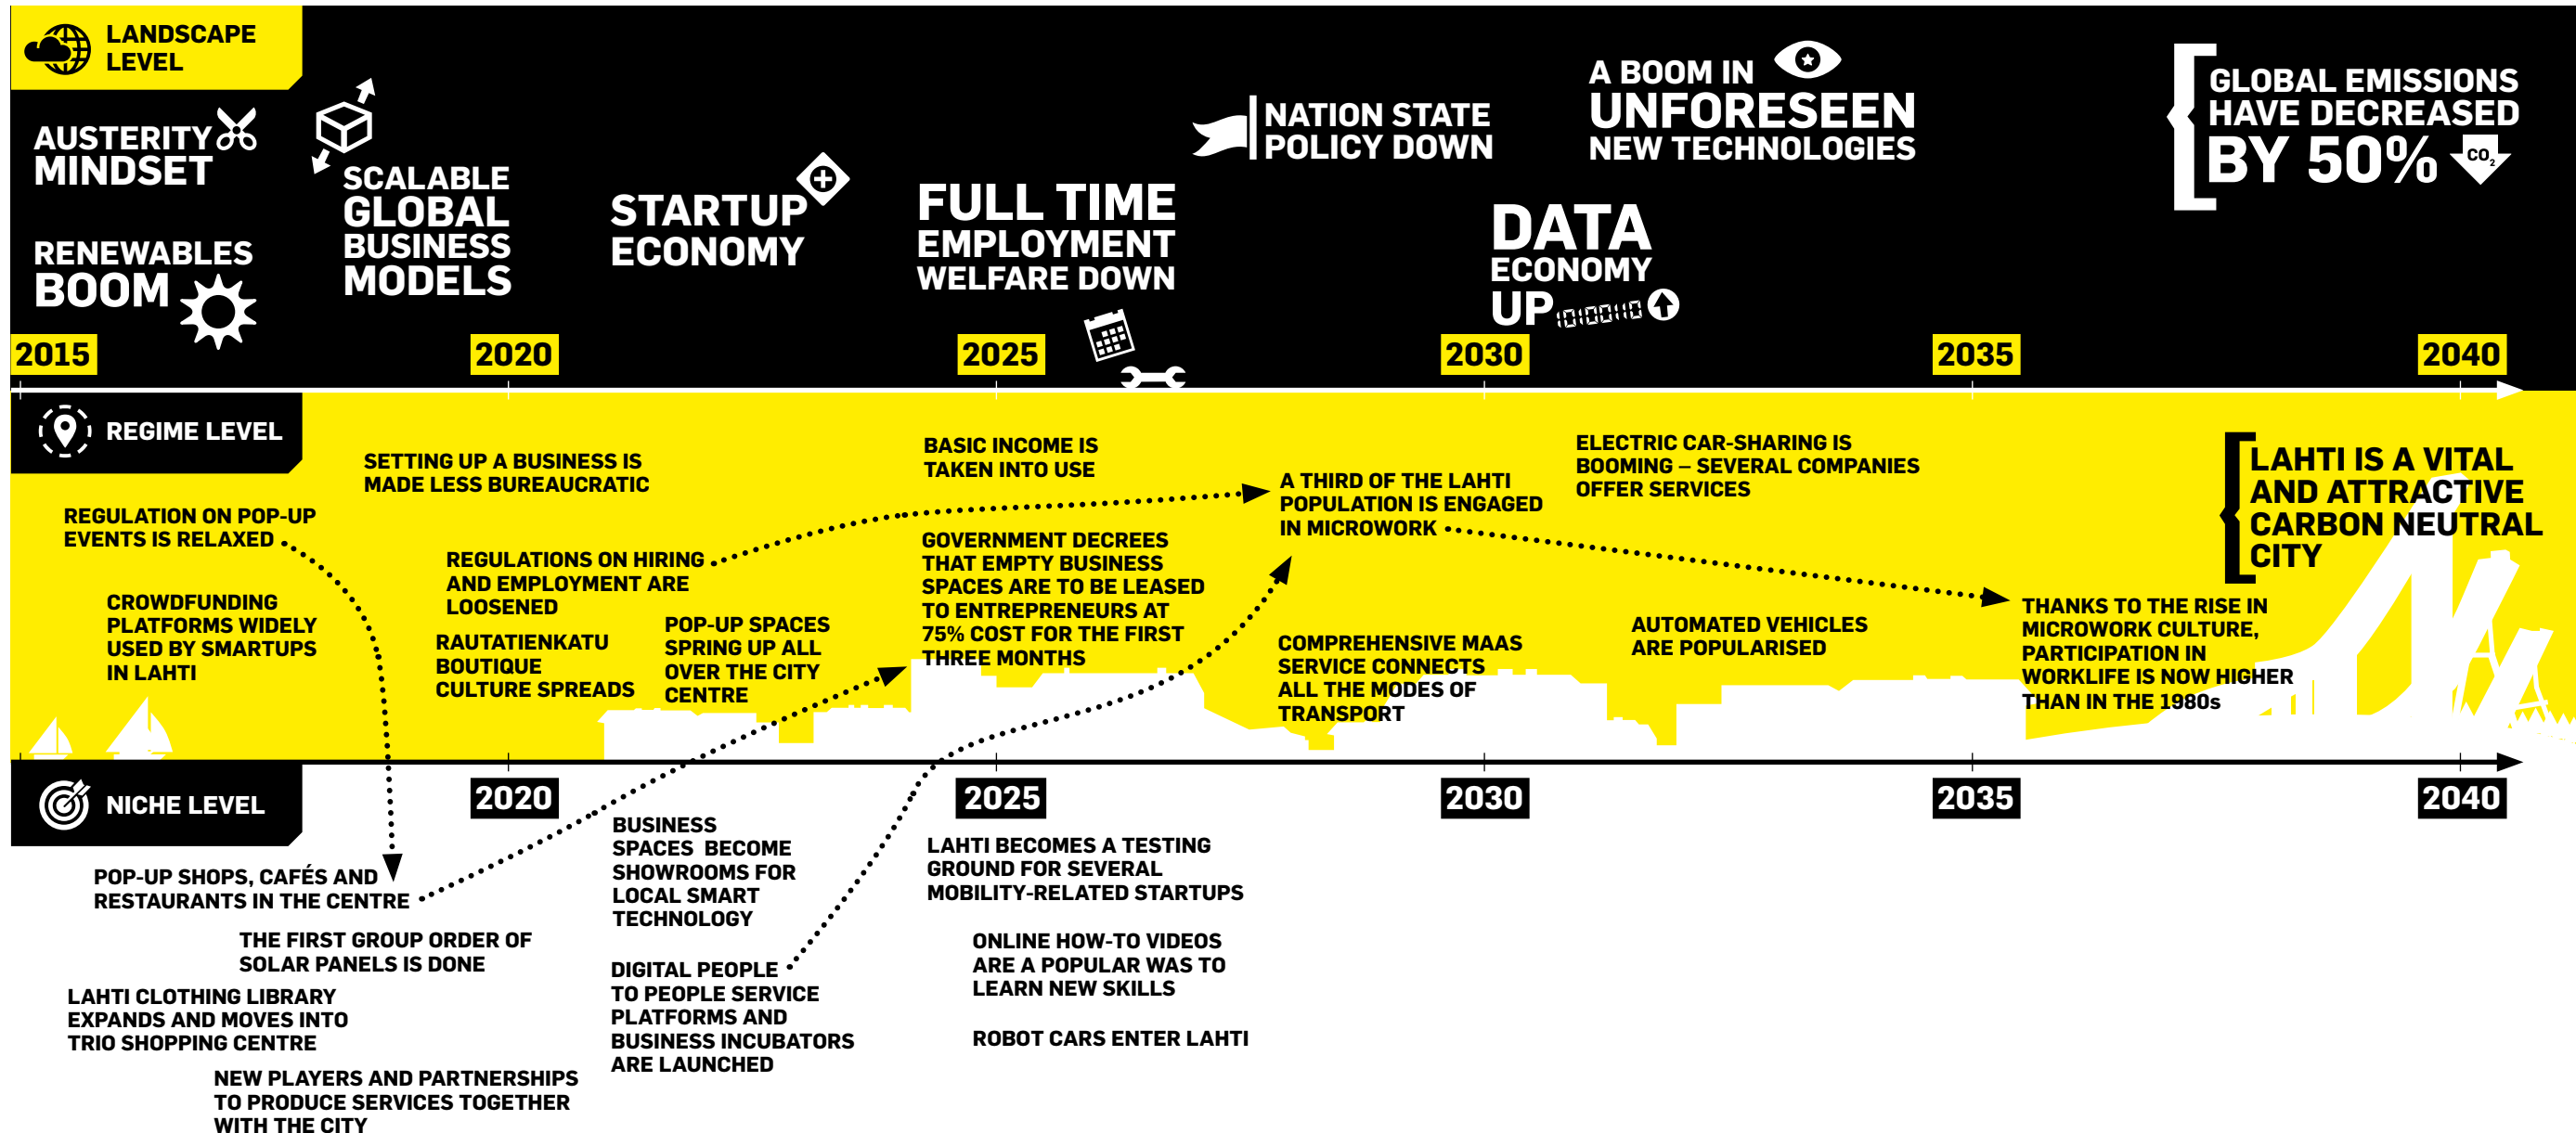 LANDSCAPE
LEVEL
AUSTERITY
MINDSET
RENEWABLES
BOOM
SCALABLE
GLOBAL
BUSINESS
MODELS
STARTUP
ECONOMY
FULL TIME
EMPLOYMENT
WELFARE DOWN
NATION STATE
POLICY DOWN
A BOOM IN
UNFORESEEN
NEW TECHNOLOGIES
DATA
ECONOMY
UP
GLOBAL EMISSIONS
HAVE DECREASED
BY 50%
CO2
2015
2020
2025
2030
2035
2040
REGIME LEVEL
REGULATION ON POP-UP
EVENTS IS RELAXED
CROWDFUNDING
PLATFORMS WIDELY
USED BY SMARTUPS
IN LAHTI
SETTING UP A BUSINESS IS
MADE LESS BUREAUCRATIC
REGULATIONS ON HIRING
AND EMPLOYMENT ARE
LOOSENED
RAUTATIENKATU
BOUTIQUE
CULTURE SPREADS
POP-UP SPACES
SPRING UP ALL
OVER THE CITY
CENTRE
BASIC INCOME IS
TAKEN INTO USE
GOVERNMENT DECREES
THAT EMPTY BUSINESS
SPACES ARE TO BE LEASED
TO ENTREPRENEURS AT
75% COST FOR THE FIRST
THREE MONTHS
A THIRD OF THE LAHTI
POPULATION IS ENGAGED
IN MICROWORK
COMPREHENSIVE MAAS
SERVICE CONNECTS
ALL THE MODES OF
TRANSPORT
ELECTRIC CAR-SHARING IS
BOOMING – SEVERAL COMPANIES
OFFER SERVICES
AUTOMATED VEHICLES
ARE POPULARISED
THANKS TO THE RISE IN
MICROWORK CULTURE,
PARTICIPATION IN
WORKLIFE IS NOW HIGHER
THAN IN THE 1980s
LAHTI IS A VITAL
AND ATTRACTIVE
CARBON NEUTRAL
CITY
NICHE LEVEL
2020
2025
2030
2035
2040
POP-UP SHOPS, CAFÉS AND
RESTAURANTS IN THE CENTRE
THE FIRST GROUP ORDER OF
SOLAR PANELS IS DONE
LAHTI CLOTHING LIBRARY
EXPANDS AND MOVES INTO
TRIO SHOPPING CENTRE
NEW PLAYERS AND PARTNERSHIPS
TO PRODUCE SERVICES TOGETHER
WITH THE CITY
BUSINESS
SPACES BECOME
SHOWROOMS FOR
LOCAL SMART
TECHNOLOGY
DIGITAL PEOPLE
TO PEOPLE SERVICE
PLATFORMS AND
BUSINESS INCUBATORS
ARE LAUNCHED
LAHTI BECOMES A TESTING
GROUND FOR SEVERAL
MOBILITY-RELATED STARTUPS
ONLINE HOW-TO VIDEOS
ARE A POPULAR WAS TO
LEARN NEW SKILLS
ROBOT CARS ENTER LAHTI